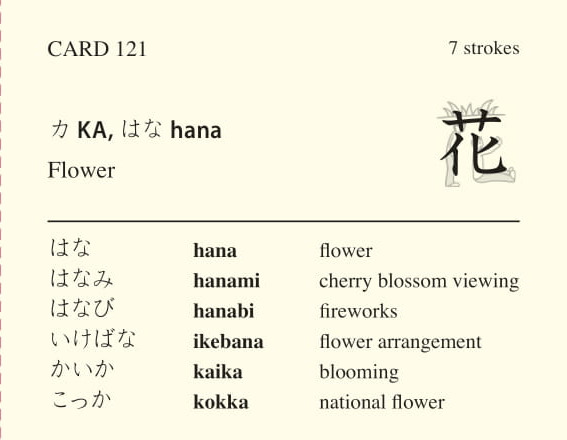 CARD 121 7 strokes
カ KA, はな hana
Flower
花
はな hana flower
はなみ hanami cherry blossom viewing
はなび hanabi fireworks
いけばな ikebana flower arrangement
かいか kaika blooming
こっか kokka national flower